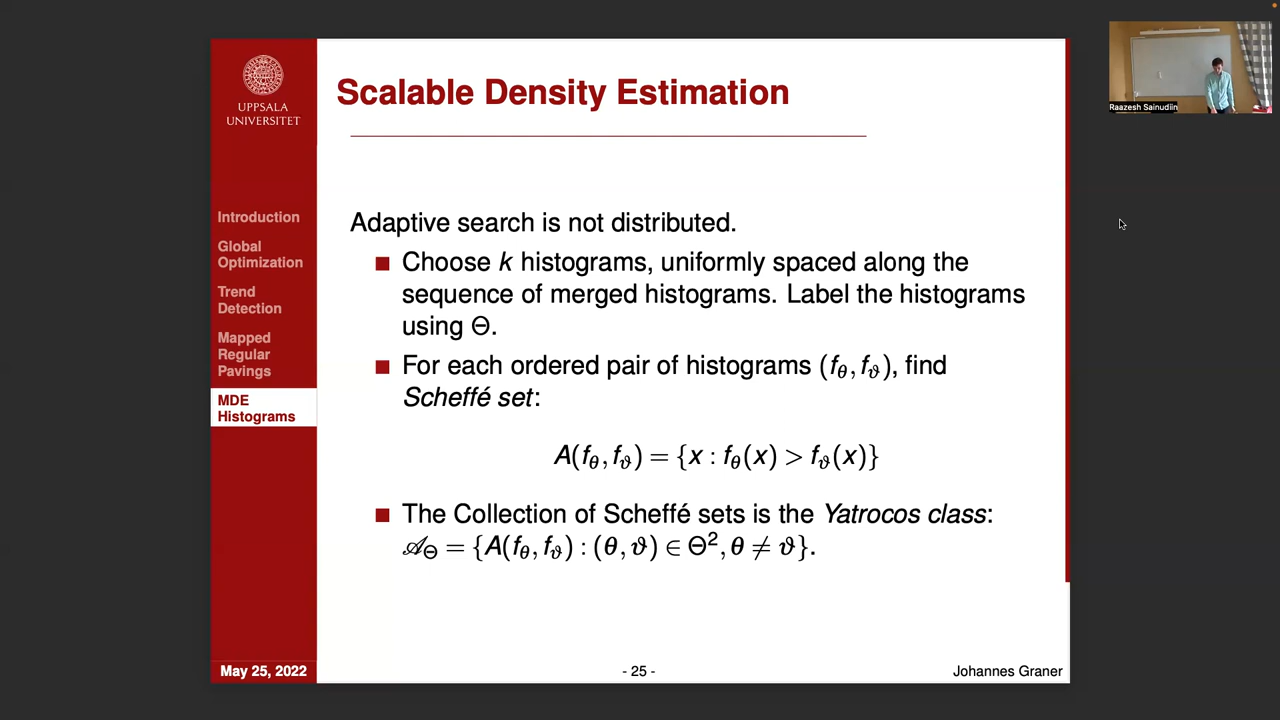 UPPSALA
UNIVERSITET
Scalable Density Estimation
Raazesh Sainudiin
Introduction
Global
Optimization
Trend
Detection
Mapped
Regular
Pavings
MDE
Histograms
Adaptive search is not distributed.
■ Choose k histograms, uniformly spaced along the
sequence of merged histograms. Label the histograms
using Θ.
■ For each ordered pair of histograms (fθ, fϑ), find
Scheffé set:
A(fθ, fϑ) = {x : fθ(x) > fϑ(x)}
■ The Collection of Scheffé sets is the Yatrocos class:
𝒜Θ = {A(fθ, fϑ) : (θ, ϑ) ∈ Θ², θ ≠ ϑ}.
May 25, 2022
- 25 -
Johannes Graner